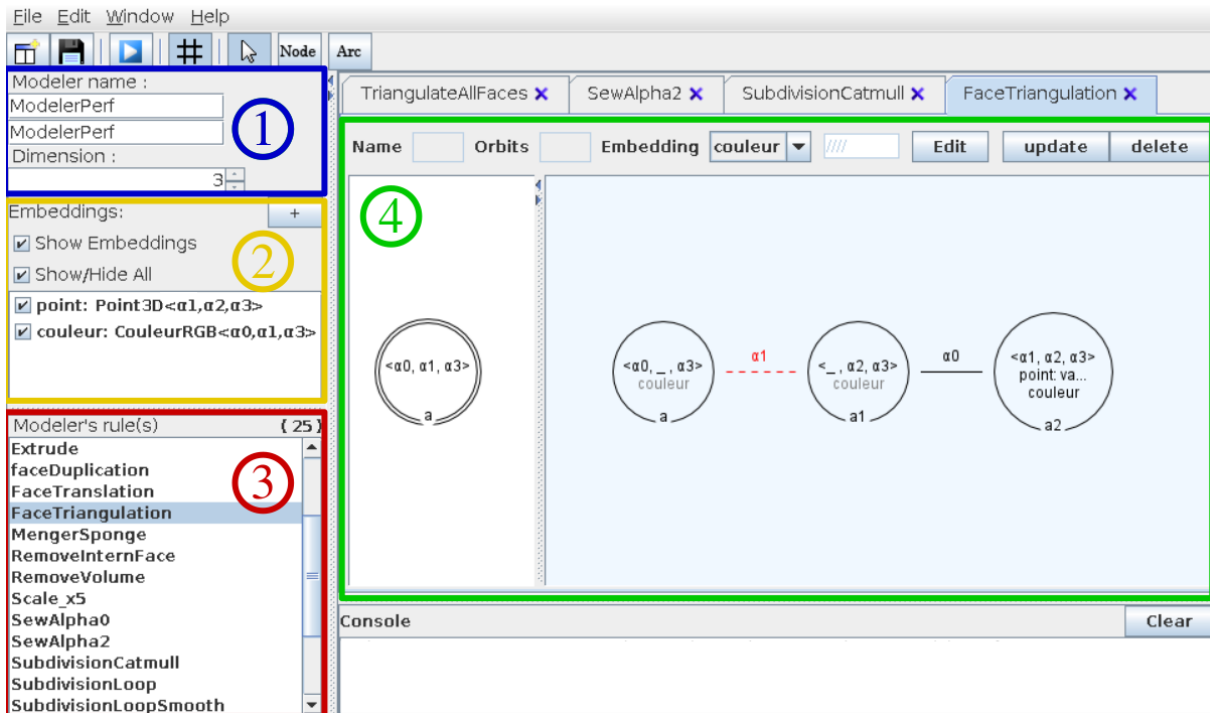 File Edit Window Help
Node Arc
Modeler name :
ModelerPerf
ModelerPerf
Dimension :
3
1
Embeddings: +
Show Embeddings
Show/Hide All
2
point: Point3D<α1,α2,α3>
couleur: CouleurRGB<α0,α1,α3>
Modeler's rule(s) (25)
Extrude
faceDuplication
FaceTranslation
FaceTriangulation
MengerSponge
RemoveInternFace
RemoveVolume
Scale_x5
SewAlpha0
SewAlpha2
SubdivisionCatmull
SubdivisionLoop
SubdivisionLoopSmooth
3
TriangulateAllFaces × SewAlpha2 × SubdivisionCatmull × FaceTriangulation ×
Name Orbits Embedding couleur //// Edit update delete
4
<α0, α1, α3>
a
<α0, _, α3>
couleur
a
α1
<_, α2, α3>
couleur
a1
α0
<α1, α2, α3>
point: va...
couleur
a2
Console Clear